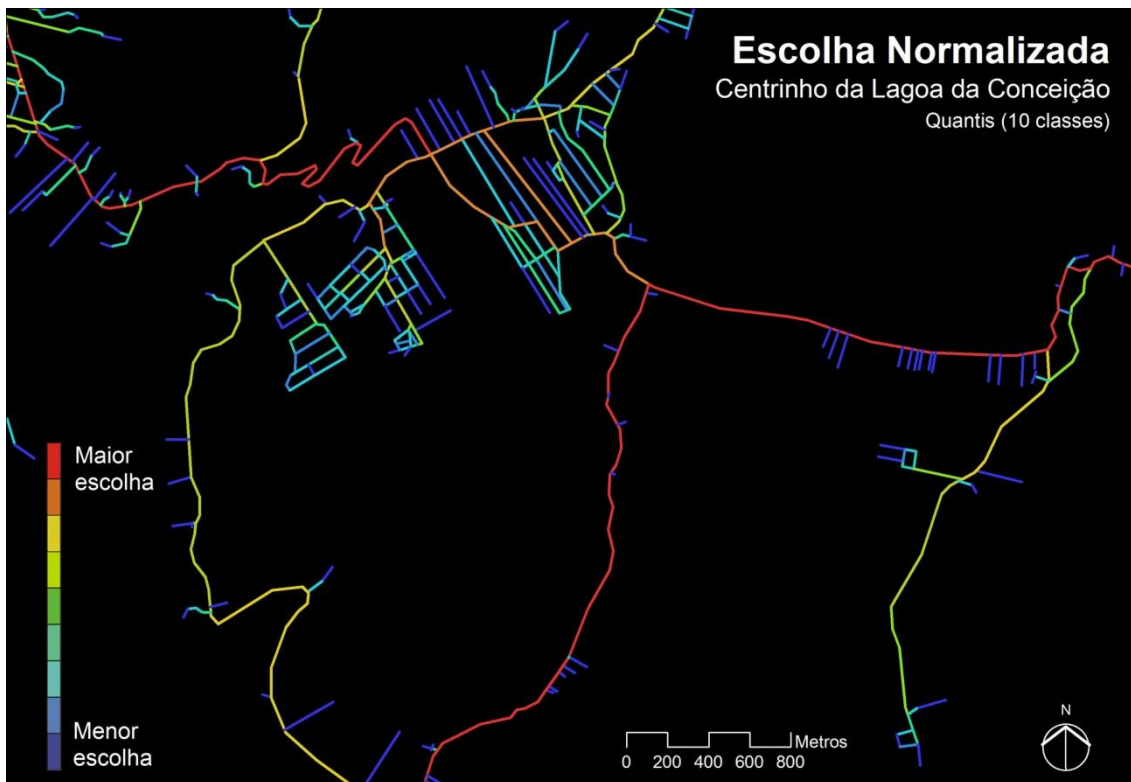 Escolha Normalizada
Centrinho da Lagoa da Conceição
Quantis (10 classes)
Maior
escolha
Menor
escolha
N
Metros
0 200 400 600 800